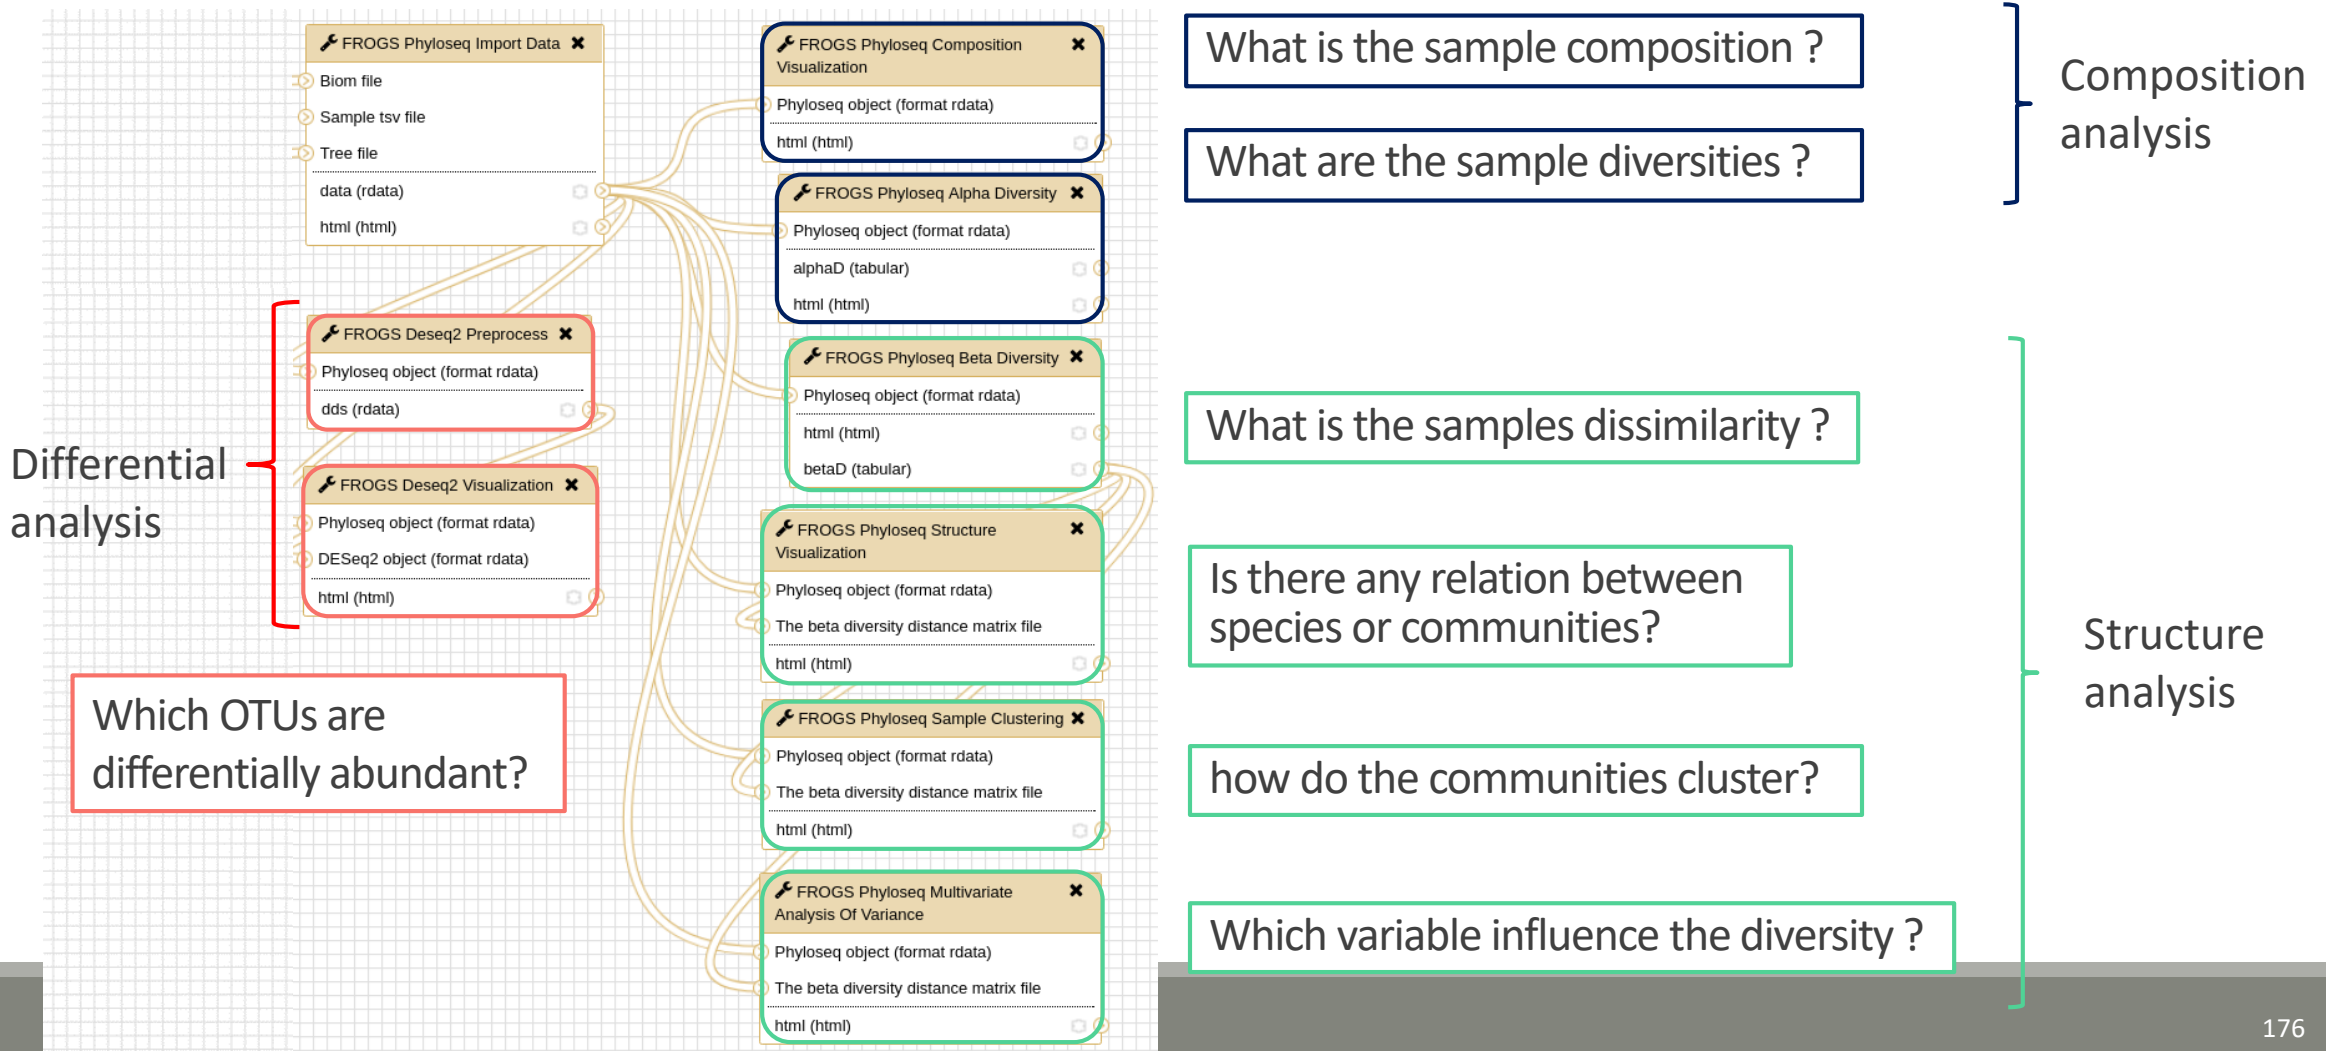 FROGS Phyloseq Import Data
Biom file
Sample tsv file
Tree file
data (rdata)
html (html)
FROGS Phyloseq Composition
Visualization
Phyloseq object (format rdata)
html (html)
What is the sample composition ?
Composition
analysis
What are the sample diversities ?
FROGS Phyloseq Alpha Diversity
Phyloseq object (format rdata)
alphaD (tabular)
html (html)
Differential
analysis
FROGS Deseq2 Preprocess
Phyloseq object (format rdata)
dds (rdata)
FROGS Deseq2 Visualization
Phyloseq object (format rdata)
DESeq2 object (format rdata)
html (html)
Which OTUs are
differentially abundant?
FROGS Phyloseq Beta Diversity
Phyloseq object (format rdata)
html (html)
betaD (tabular)
What is the samples dissimilarity ?
FROGS Phyloseq Structure
Visualization
Phyloseq object (format rdata)
The beta diversity distance matrix file
html (html)
Is there any relation between
species or communities?
Structure
analysis
FROGS Phyloseq Sample Clustering
Phyloseq object (format rdata)
The beta diversity distance matrix file
html (html)
how do the communities cluster?
FROGS Phyloseq Multivariate
Analysis Of Variance
Phyloseq object (format rdata)
The beta diversity distance matrix file
html (html)
Which variable influence the diversity ?
176